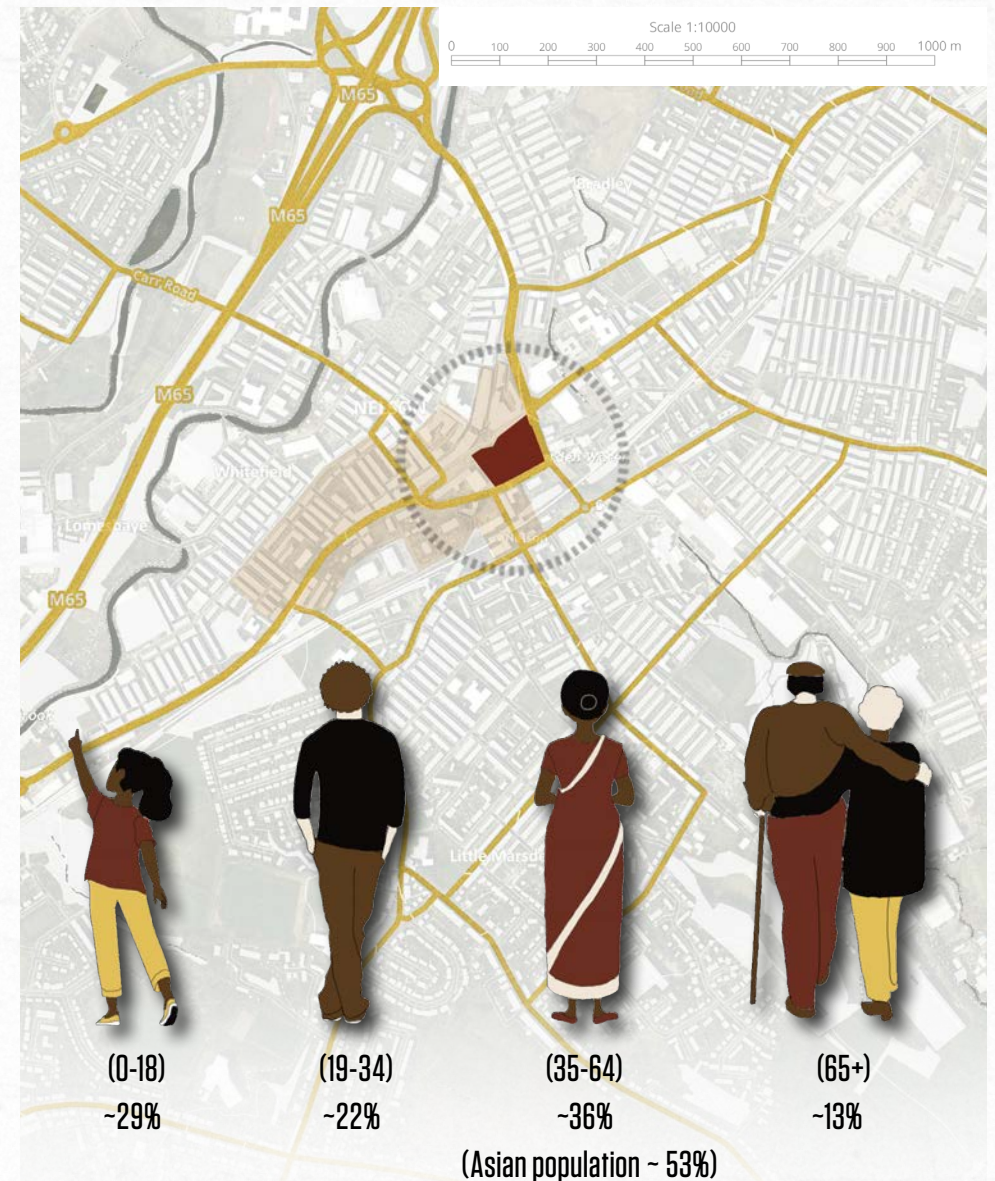 Scale 1:10000
0 100 200 300 400 500 600 700 800 900 1000 m
M65
Bradley
M65
Carr Road
M65
NELSON
Whitefield
Lomeshaye
M65
Little Marsde
(0-18) (19-34) (35-64) (65+)
~29% ~22% ~36% ~13%
(Asian population ~ 53%)